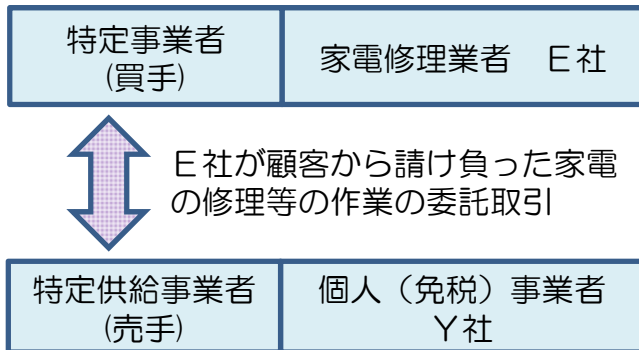 特定事業者
(買手)
家電修理業者　Ｅ社
Ｅ社が顧客から請け負った家電
の修理等の作業の委託取引
特定供給事業者
(売手)
個人（免税）事業者
Ｙ社